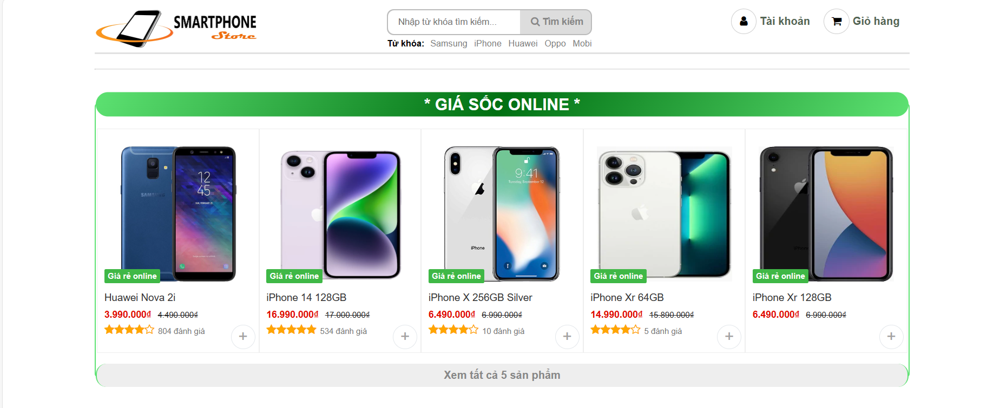 SMARTPHONE
Store
Nhập từ khóa tìm kiếm...
Tìm kiếm
Từ khóa: Samsung iPhone Huawei Oppo Mobi
Tài khoản
Giỏ hàng
* GIÁ SỐC ONLINE *
SAMSUNG
12
45
9:41
Tuesday, September 12
iPhone
Giá rẻ online
Giá rẻ online
Giá rẻ online
Giá rẻ online
Giá rẻ online
Huawei Nova 2i
3.990.000₫ 4.490.000₫
804 đánh giá
+
iPhone 14 128GB
16.990.000₫ 17.000.000₫
534 đánh giá
+
iPhone X 256GB Silver
6.490.000₫ 6.990.000₫
10 đánh giá
+
iPhone Xr 64GB
14.990.000₫ 15.890.000₫
5 đánh giá
+
iPhone Xr 128GB
6.490.000₫ 6.990.000₫
+
Xem tất cả 5 sản phẩm